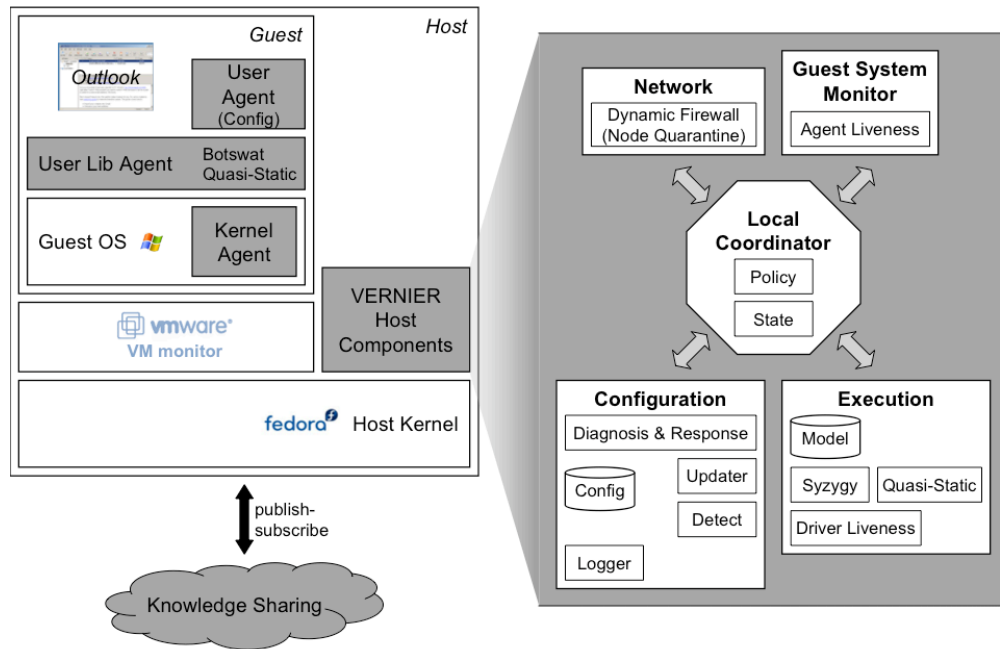 Host
Guest
Outlook
User
Agent
(Config)
User Lib Agent
Botswat
Quasi-Static
Guest OS
Kernel
Agent
vmware®
VM monitor
VERNIER
Host
Components
fedora
Host Kernel
publish-
subscribe
Knowledge Sharing
Network
Dynamic Firewall
(Node Quarantine)
Guest System
Monitor
Agent Liveness
Local
Coordinator
Policy
State
Configuration
Diagnosis & Response
Config
Updater
Detect
Logger
Execution
Model
Syzygy
Quasi-Static
Driver Liveness